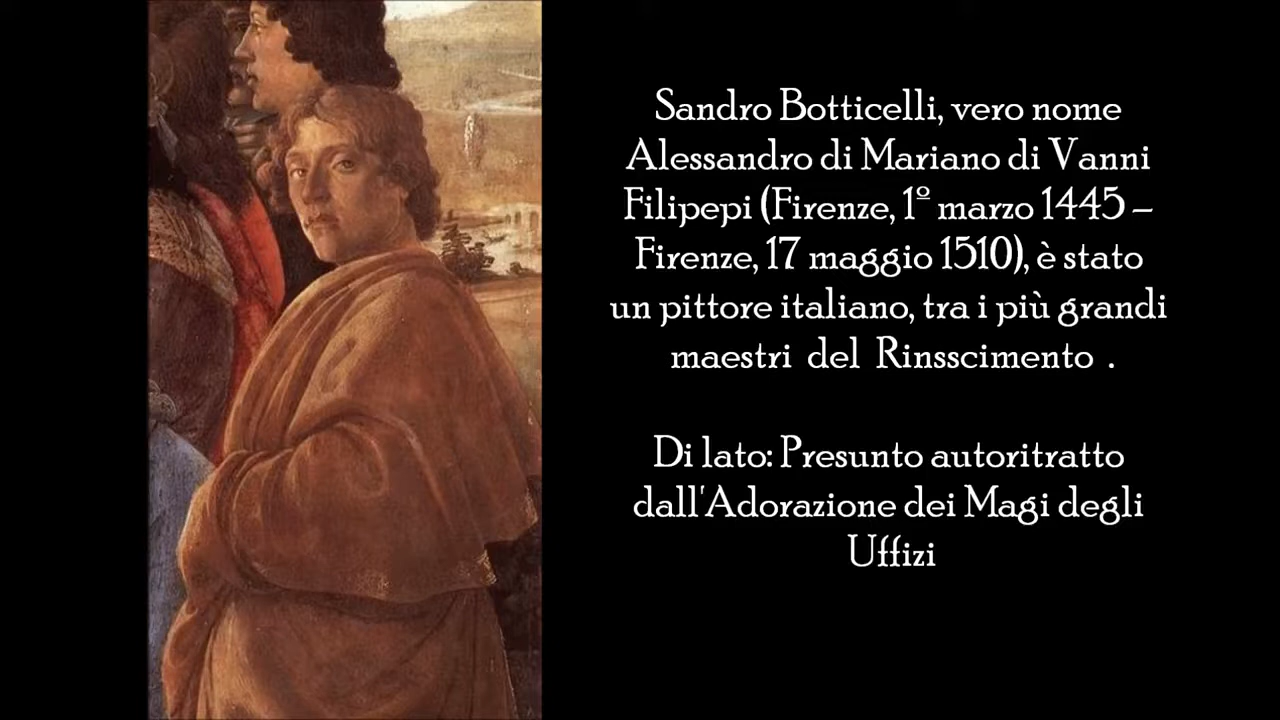 Sandro Botticelli, vero nome
Alessandro di Mariano di Vanni
Filipepi (Firenze, 1º marzo 1445 –
Firenze, 17 maggio 1510), è stato
un pittore italiano, tra i più grandi
maestri del Rinsscimento .
Di lato: Presunto autoritratto
dall'Adorazione dei Magi degli
Uffizi